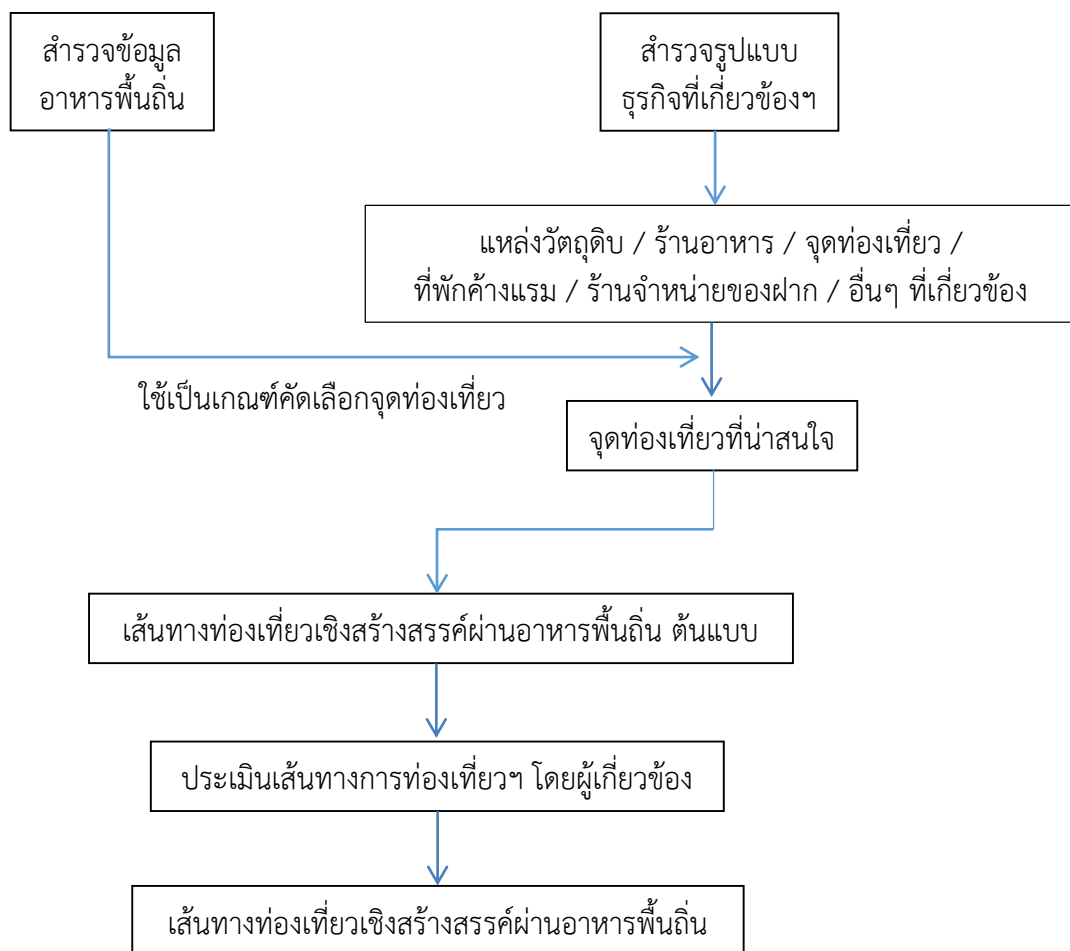 สำรวจข้อมูล
อาหารพื้นถิ่น
สำรวจรูปแบบ
ธุรกิจที่เกี่ยวข้องฯ
แหล่งวัตถุดิบ / ร้านอาหาร / จุดท่องเที่ยว /
ที่พักค้างแรม / ร้านจำหน่ายของฝาก / อื่นๆ ที่เกี่ยวข้อง
ใช้เป็นเกณฑ์คัดเลือกจุดท่องเที่ยว
จุดท่องเที่ยวที่น่าสนใจ
เส้นทางท่องเที่ยวเชิงสร้างสรรค์ผ่านอาหารพื้นถิ่น ต้นแบบ
ประเมินเส้นทางการท่องเที่ยวฯ โดยผู้เกี่ยวข้อง
เส้นทางท่องเที่ยวเชิงสร้างสรรค์ผ่านอาหารพื้นถิ่น